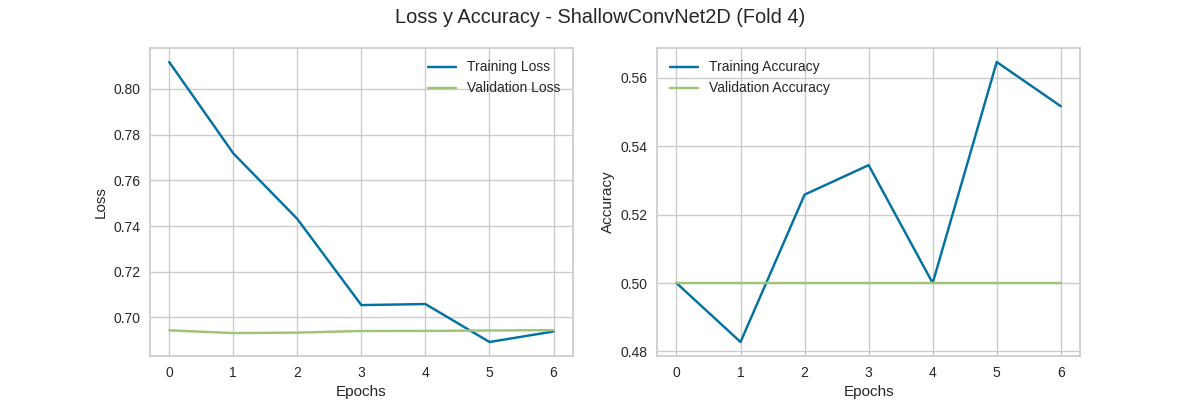 Loss y Accuracy - ShallowConvNet2D (Fold 4)
Training Loss
Validation Loss
0.80
0.78
0.76
0.74
0.72
0.70
Loss
0 1 2 3 4 5 6
Epochs
Training Accuracy
Validation Accuracy
0.56
0.54
0.52
0.50
0.48
Accuracy
0 1 2 3 4 5 6
Epochs